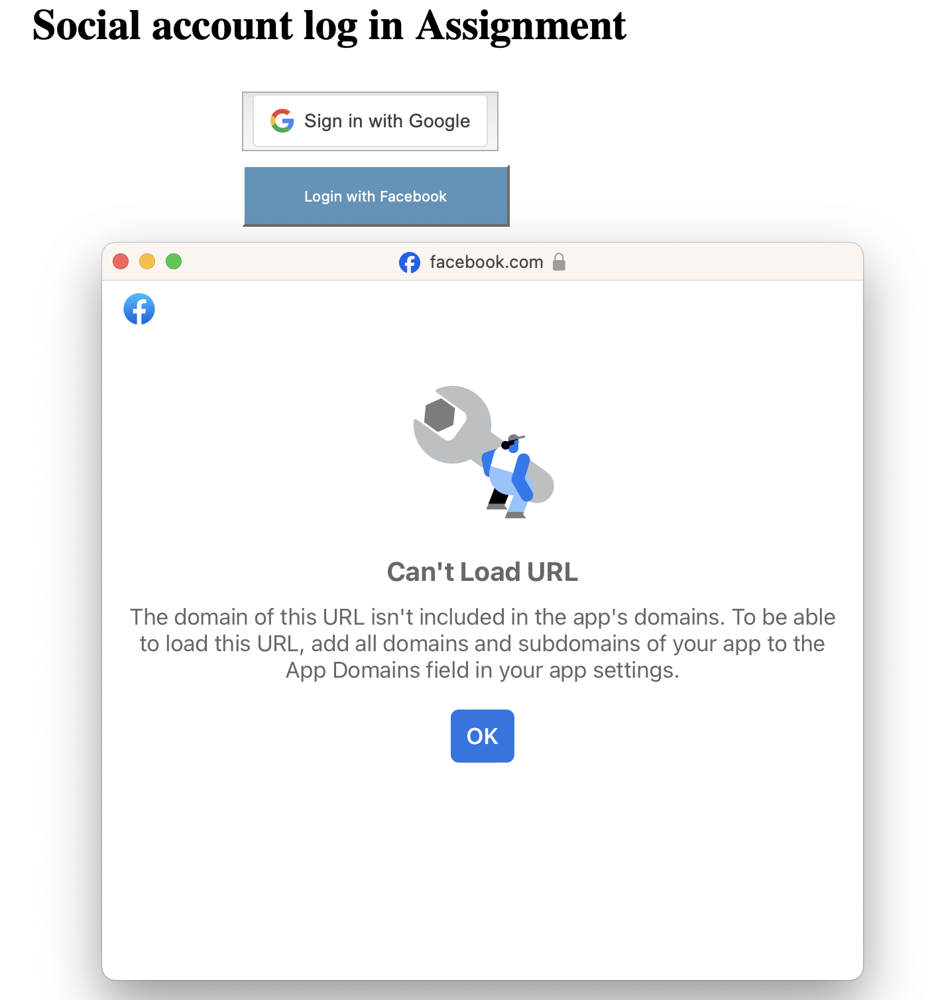 Social account log in Assignment
Sign in with Google
Login with Facebook
facebook.com
Can't Load URL
The domain of this URL isn't included in the app's domains. To be able
to load this URL, add all domains and subdomains of your app to the
App Domains field in your app settings.
OK